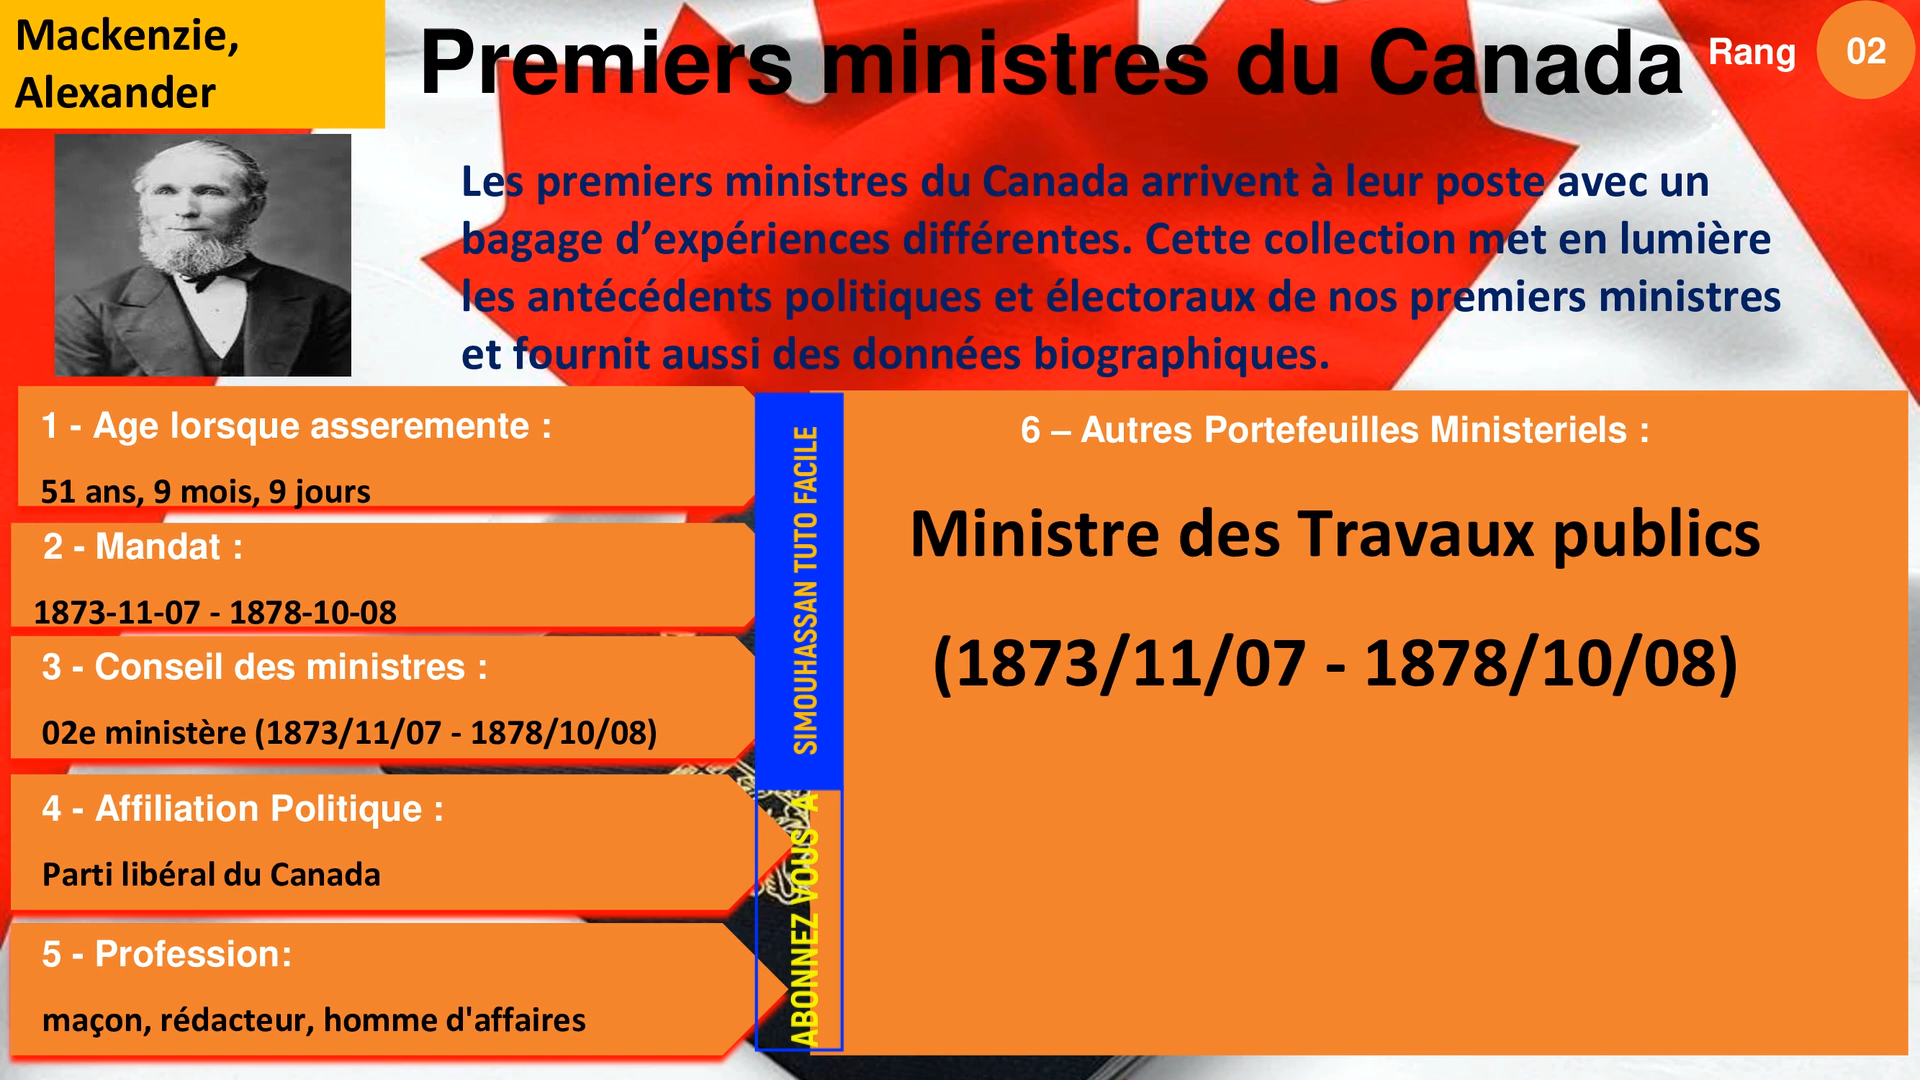 Mackenzie,
Alexander
Premiers ministres du Canada
Rang
02
Les premiers ministres du Canada arrivent à leur poste avec un
bagage d’expériences différentes. Cette collection met en lumière
les antécédents politiques et électoraux de nos premiers ministres
et fournit aussi des données biographiques.
1 - Age lorsque asseremente :
51 ans, 9 mois, 9 jours
2 - Mandat :
1873-11-07 - 1878-10-08
3 - Conseil des ministres :
02e ministère (1873/11/07 - 1878/10/08)
4 - Affiliation Politique :
Parti libéral du Canada
5 - Profession:
maçon, rédacteur, homme d'affaires
ABONNEZ VOUS A
SIMOUHASSAN TUTO FACILE
6 – Autres Portefeuilles Ministeriels :
Ministre des Travaux publics
(1873/11/07 - 1878/10/08)